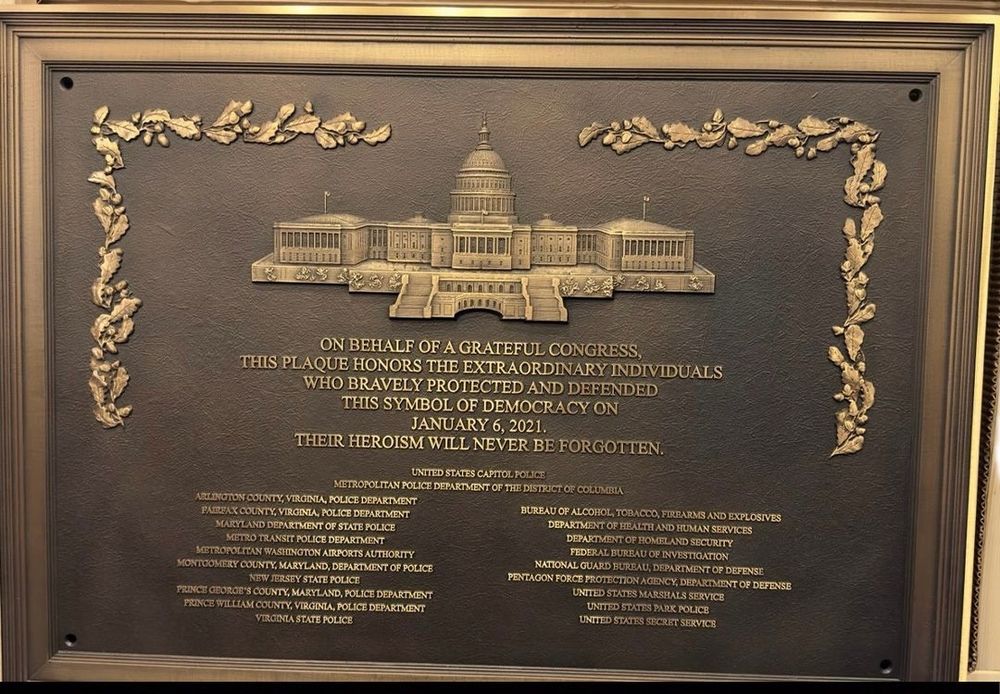 ON BEHALF OF A GRATEFUL CONGRESS,
THIS PLAQUE HONORS THE EXTRAORDINARY INDIVIDUALS
WHO BRAVELY PROTECTED AND DEFENDED
THIS SYMBOL OF DEMOCRACY ON
JANUARY 6, 2021.
THEIR HEROISM WILL NEVER BE FORGOTTEN.
UNITED STATES CAPITOL POLICE
METROPOLITAN POLICE DEPARTMENT OF THE DISTRICT OF COLUMBIA
ARLINGTON COUNTY, VIRGINIA, POLICE DEPARTMENT
FAIRFAX COUNTY, VIRGINIA, POLICE DEPARTMENT
MARYLAND DEPARTMENT OF STATE POLICE
METRO TRANSIT POLICE DEPARTMENT
METROPOLITAN WASHINGTON AIRPORTS AUTHORITY
MONTGOMERY COUNTY, MARYLAND, DEPARTMENT OF POLICE
NEW JERSEY STATE POLICE
PRINCE GEORGE'S COUNTY, MARYLAND, POLICE DEPARTMENT
PRINCE WILLIAM COUNTY, VIRGINIA, POLICE DEPARTMENT
VIRGINIA STATE POLICE
BUREAU OF ALCOHOL, TOBACCO, FIREARMS AND EXPLOSIVES
DEPARTMENT OF HEALTH AND HUMAN SERVICES
DEPARTMENT OF HOMELAND SECURITY
FEDERAL BUREAU OF INVESTIGATION
NATIONAL GUARD BUREAU, DEPARTMENT OF DEFENSE
PENTAGON FORCE PROTECTION AGENCY, DEPARTMENT OF DEFENSE
UNITED STATES MARSHALS SERVICE
UNITED STATES PARK POLICE
UNITED STATES SECRET SERVICE